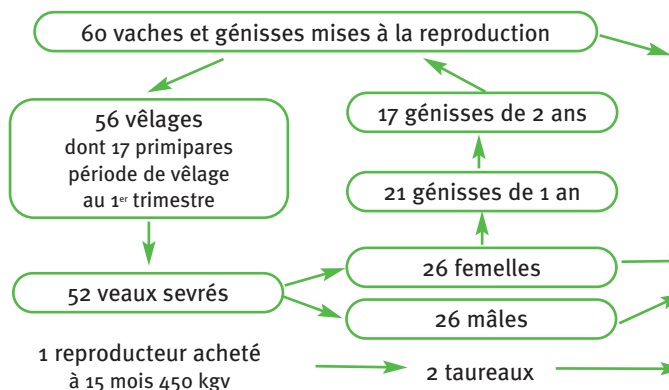 60 vaches et génisses mises à la reproduction
56 vêlages
dont 17 primipares
période de vêlage
au 1er trimestre
17 génisses de 2 ans
21 génisses de 1 an
52 veaux sevrés
26 femelles
26 mâles
1 reproducteur acheté
à 15 mois 450 kgv
2 taureaux